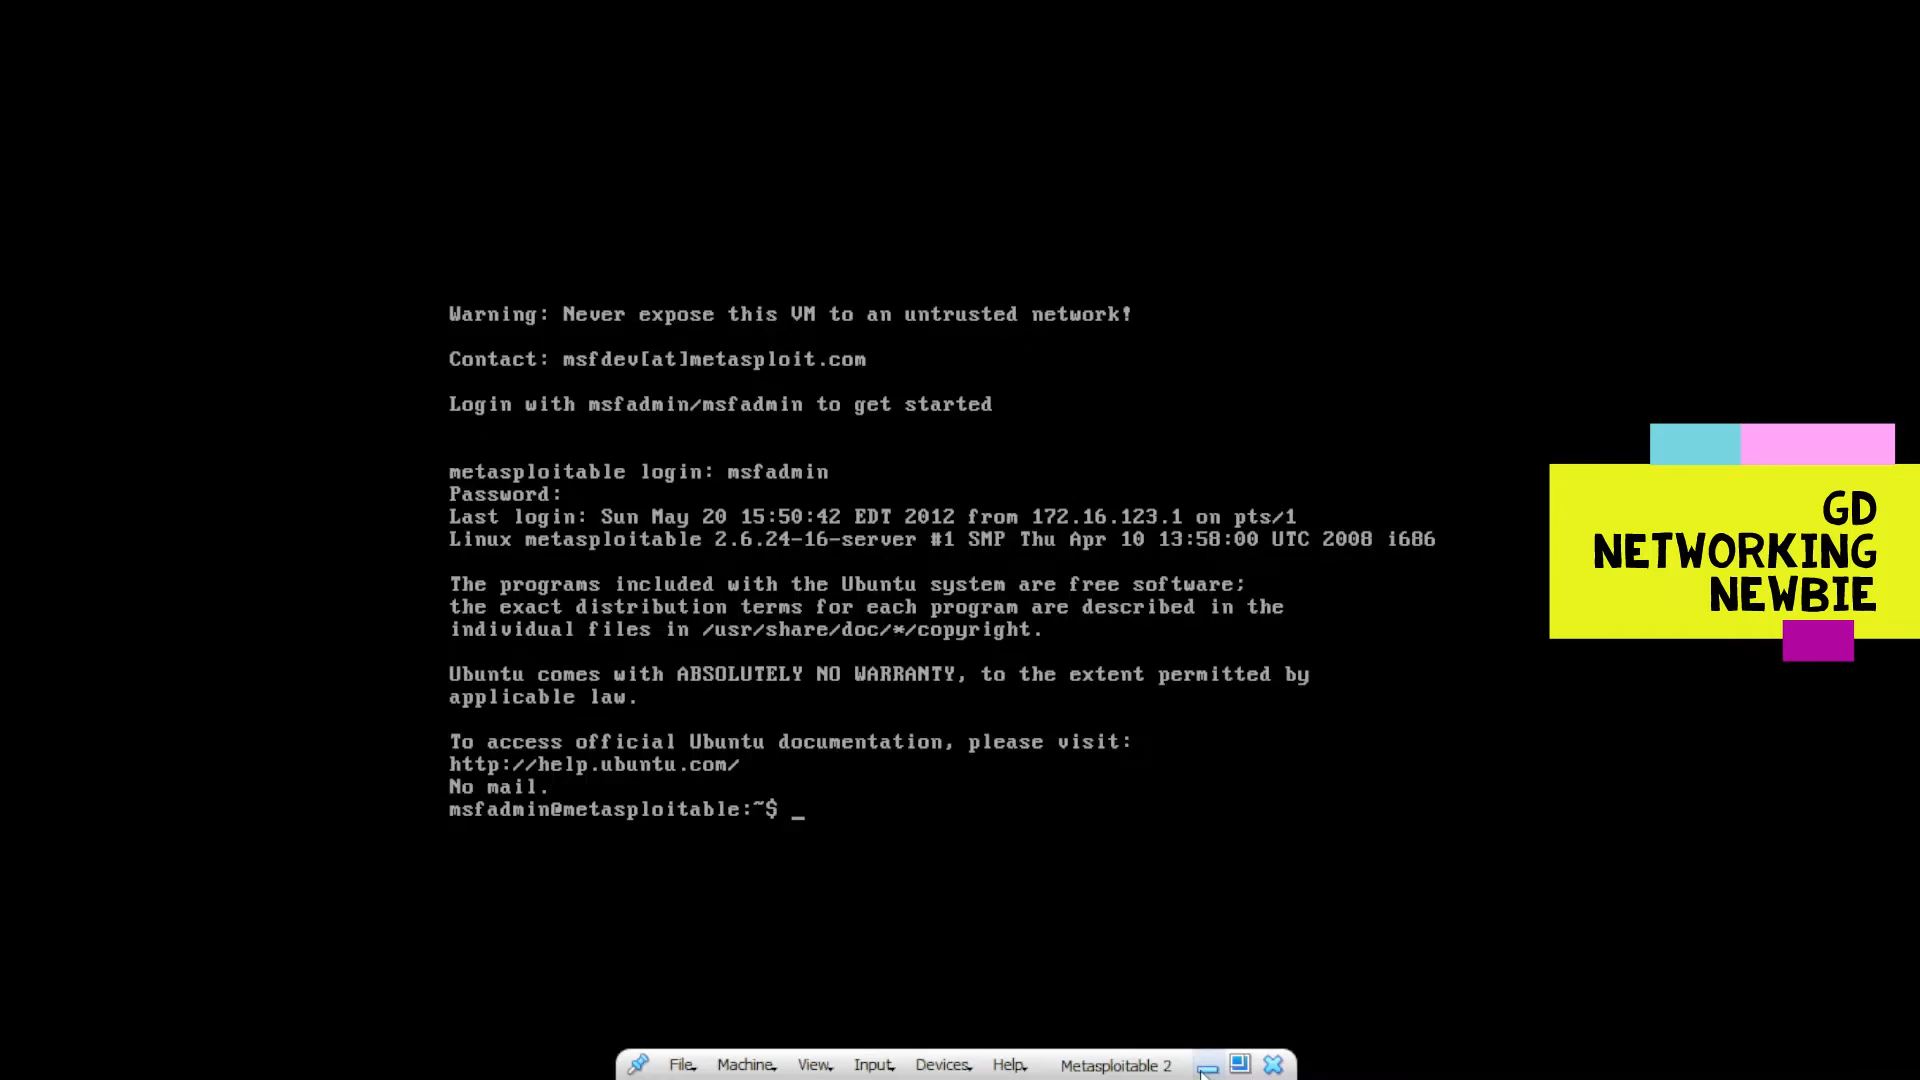 Warning: Never expose this VM to an untrusted network!
Contact: msfdev[at]metasploit.com
Login with msfadmin/msfadmin to get started
metasploitable login: msfadmin
Password:
Last login: Sun May 20 15:50:42 EDT 2012 from 172.16.123.1 on pts/1
Linux metasploitable 2.6.24-16-server #1 SMP Thu Apr 10 13:58:00 UTC 2008 i686
The programs included with the Ubuntu system are free software;
the exact distribution terms for each program are described in the
individual files in /usr/share/doc/*/copyright.
Ubuntu comes with ABSOLUTELY NO WARRANTY, to the extent permitted by
applicable law.
To access official Ubuntu documentation, please visit:
http://help.ubuntu.com/
No mail.
msfadmin@metasploitable:~$ _
GD
NETWORKING
NEWBIE
File Machine View Input Devices Help Metasploitable 2